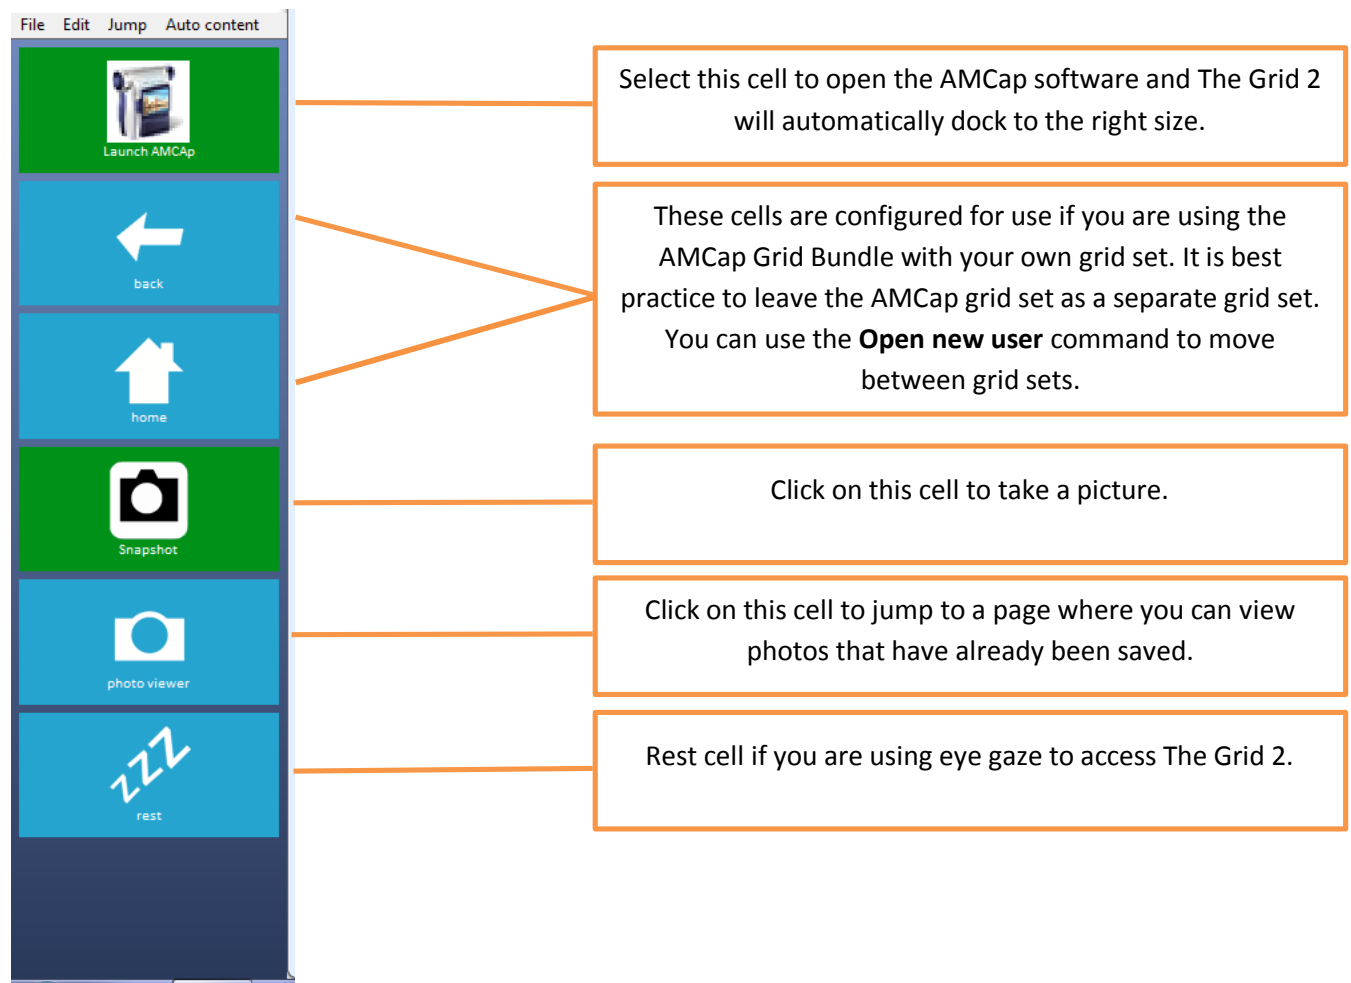 File Edit Jump Auto content
Launch AMCAp
back
home
Snapshot
photo viewer
rest
Select this cell to open the AMCap software and The Grid 2
will automatically dock to the right size.
These cells are configured for use if you are using the
AMCap Grid Bundle with your own grid set. It is best
practice to leave the AMCap grid set as a separate grid set.
You can use the Open new user command to move
between grid sets.
Click on this cell to take a picture.
Click on this cell to jump to a page where you can view
photos that have already been saved.
Rest cell if you are using eye gaze to access The Grid 2.